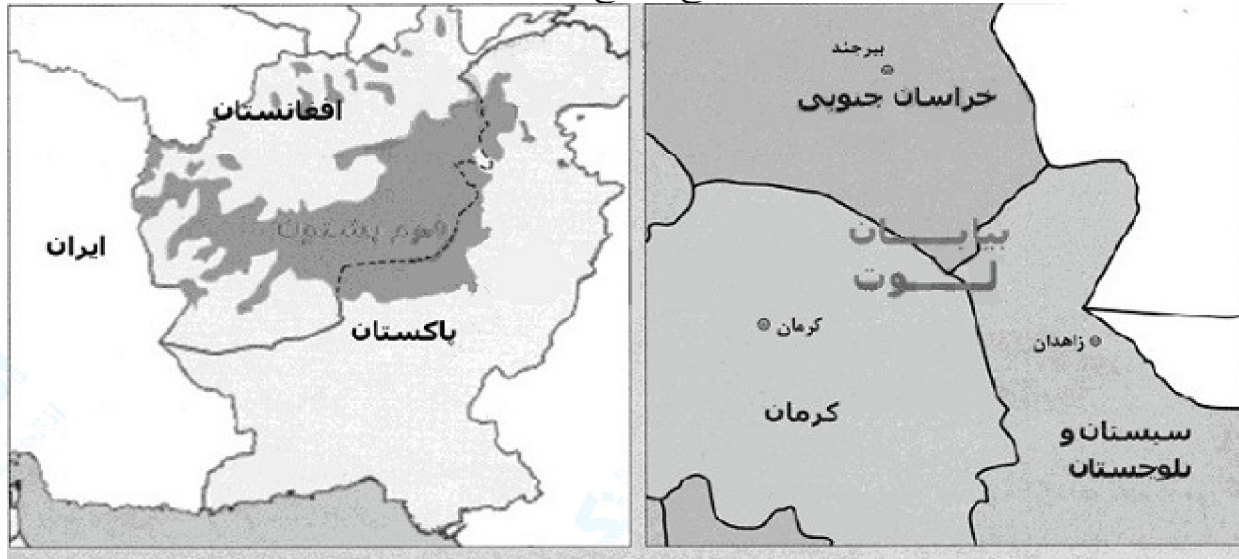 بیرجند
خراسان جنوبی
بیابان
لوت
کرمان
زاهدان
کرمان
سیستان و
بلوچستان
افغانستان
قوم پشتون
ایران
پاکستان